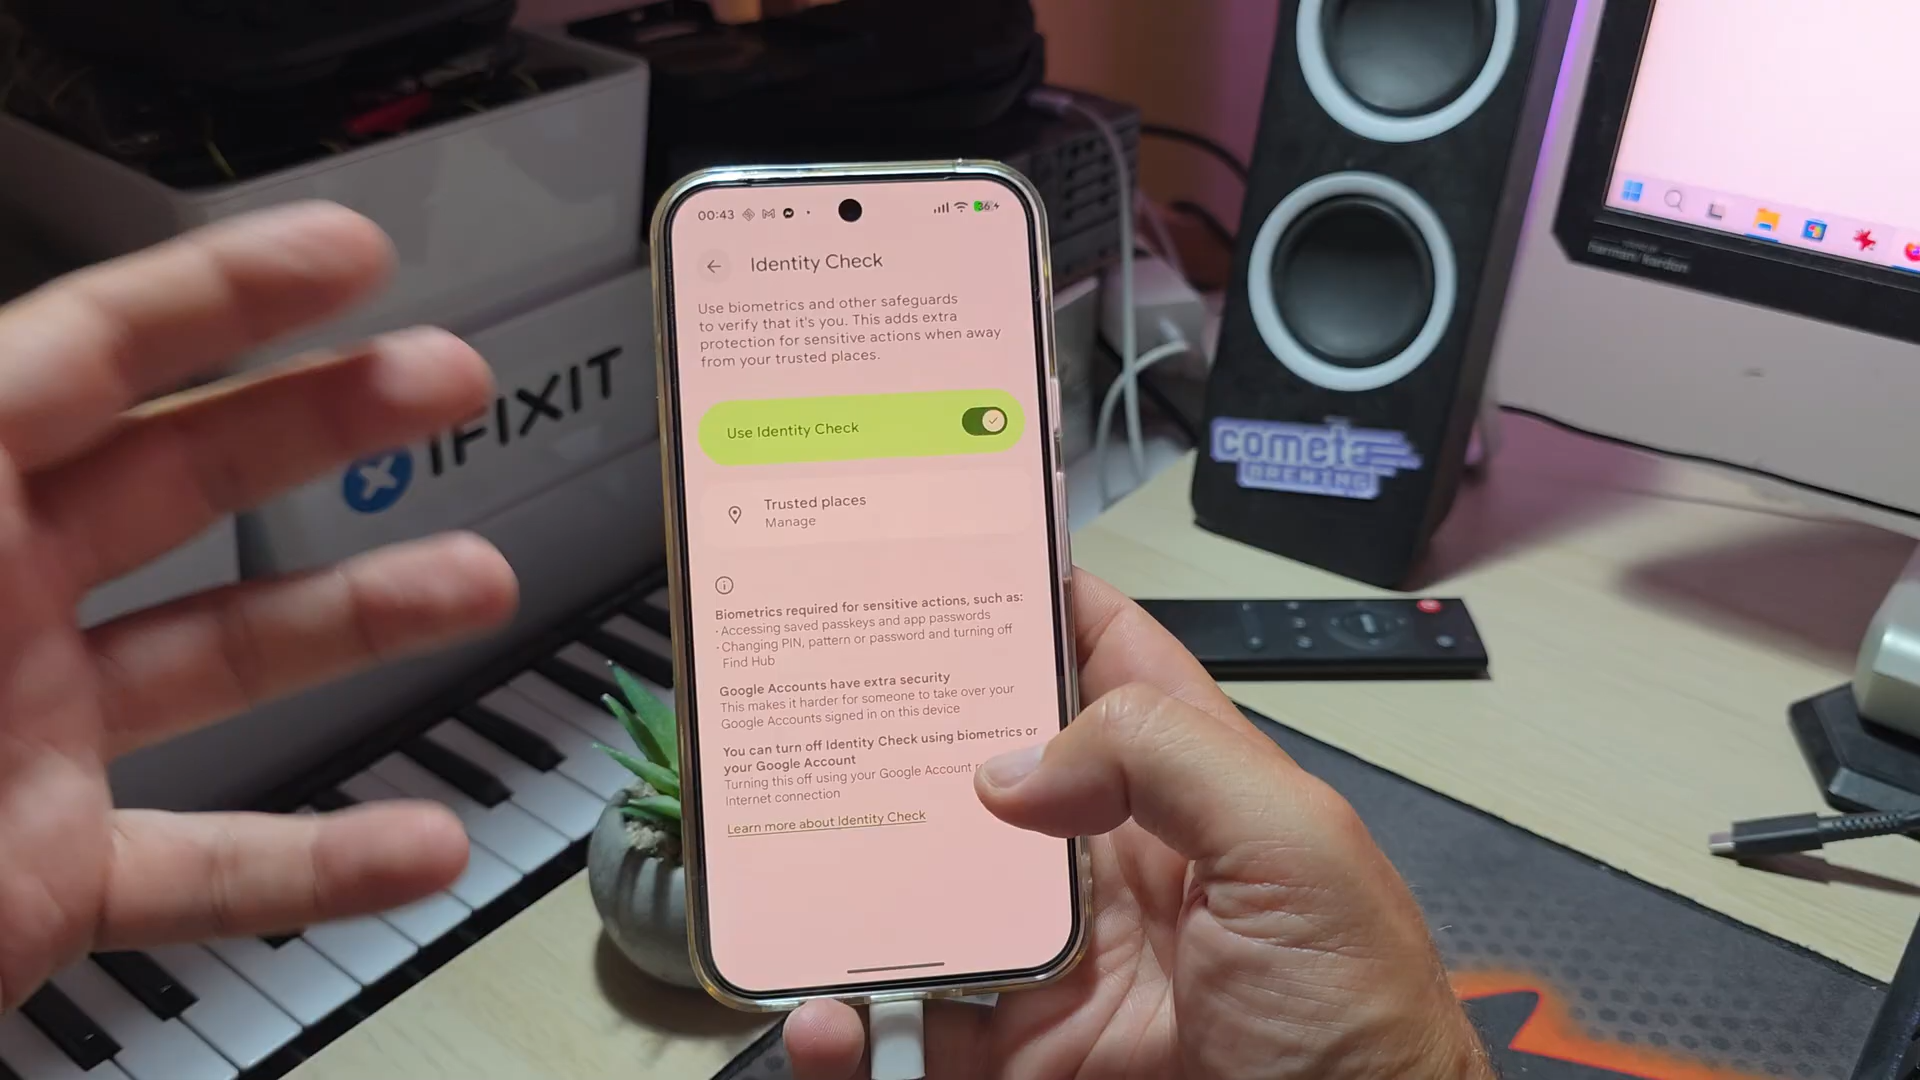 00:43
36
Identity Check
Use biometrics and other safeguards
to verify that it's you. This adds extra
protection for sensitive actions when away
from your trusted places.
Use Identity Check
Trusted places
Manage
Biometrics required for sensitive actions, such as:
· Accessing saved passkeys and app passwords
· Changing PIN, pattern or password and turning off
Find Hub
Google Accounts have extra security
This makes it harder for someone to take over your
Google Accounts signed in on this device
You can turn off Identity Check using biometrics or
your Google Account
Turning this off using your Google Account
Internet connection
Learn more about Identity Check
IFIXIT
cometa
BREWING
harman/kardon